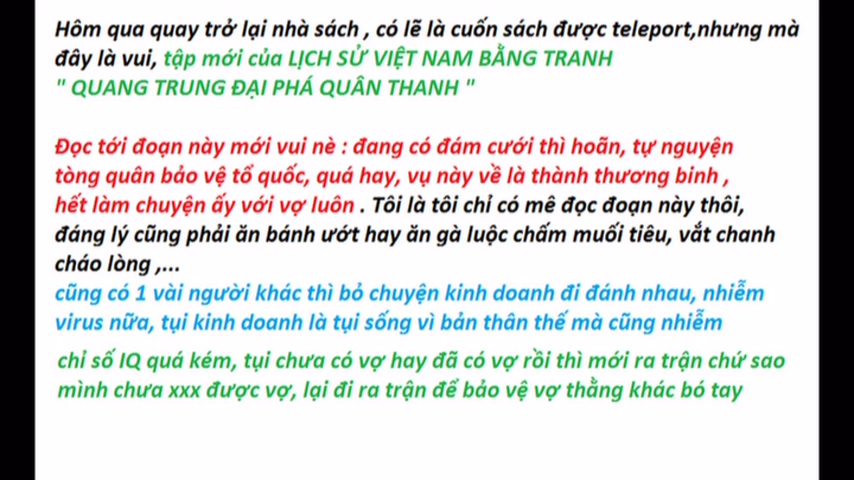 Hôm qua quay trở lại nhà sách , có lẽ là cuốn sách được teleport,nhưng mà
đây là vui, tập mới của LỊCH SỬ VIỆT NAM BẰNG TRANH
" QUANG TRUNG ĐẠI PHÁ QUÂN THANH "
Đọc tới đoạn này mới vui nè : đang có đám cưới thì hoãn, tự nguyện
tòng quân bảo vệ tổ quốc, quá hay, vụ này về là thành thương binh ,
hết làm chuyện ấy với vợ luôn . Tôi là tôi chỉ có mê đọc đoạn này thôi,
đáng lý cũng phải ăn bánh ướt hay ăn gà luộc chấm muối tiêu, vắt chanh
cháo lòng ,...
cũng có 1 vài người khác thì bỏ chuyện kinh doanh đi đánh nhau, nhiễm
virus nữa, tụi kinh doanh là tụi sống vì bản thân thế mà cũng nhiễm
chỉ số IQ quá kém, tụi chưa có vợ hay đã có vợ rồi thì mới ra trận chứ sao
mình chưa xxx được vợ, lại đi ra trận để bảo vệ vợ thằng khác bó tay